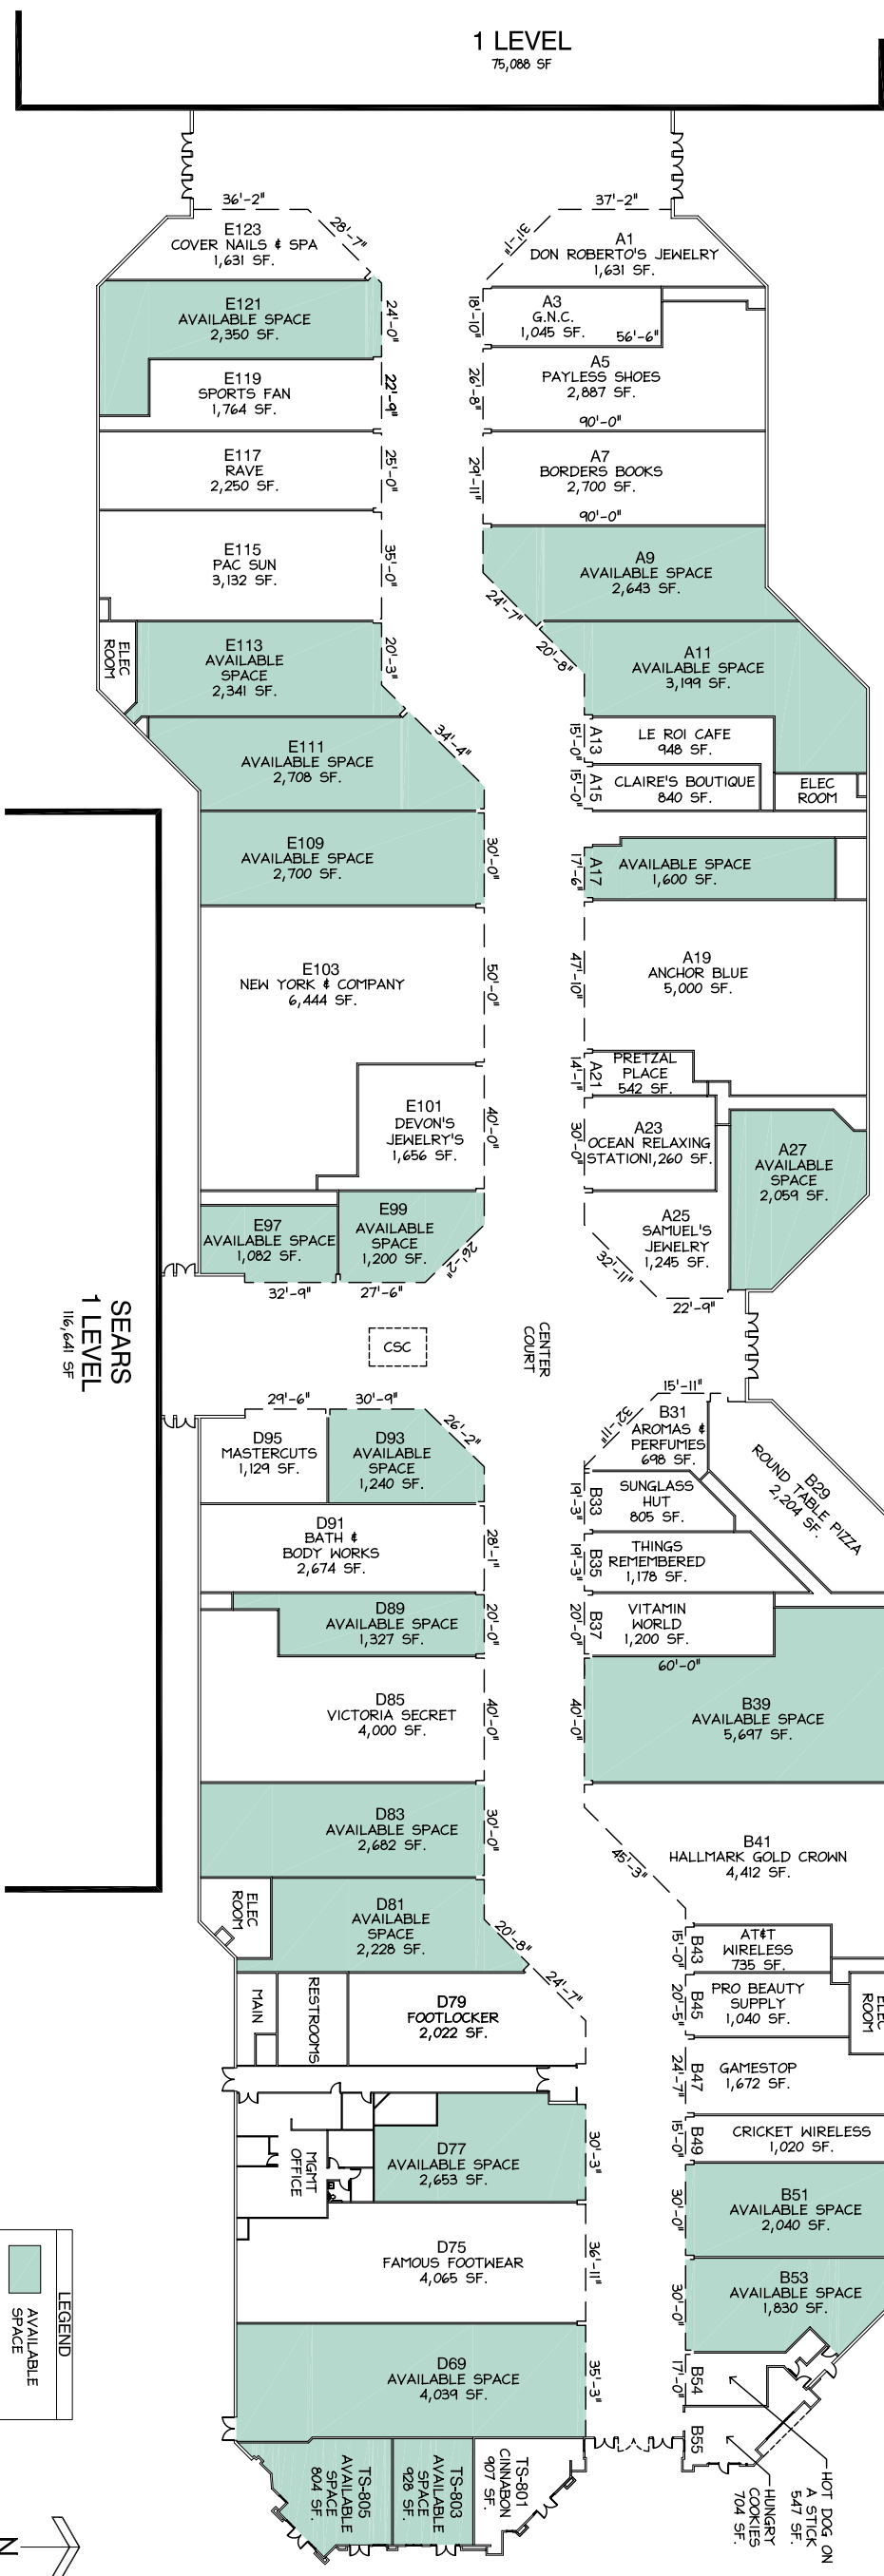 1 LEVEL
75,088 SF
36'-2"
28'-7"
E123
COVER NAILS & SPA
1,631 SF.
37'-2"
31'-1"
A1
DON ROBERTO'S JEWELRY
1,631 SF.
E121
AVAILABLE SPACE
2,350 SF.
24'-0"
18'-10"
A3
G.N.C.
1,045 SF.
56'-6"
E119
SPORTS FAN
1,764 SF.
22'-9"
26'-8"
A5
PAYLESS SHOES
2,887 SF.
90'-0"
E117
RAVE
2,250 SF.
25'-0"
29'-11"
A7
BORDERS BOOKS
2,700 SF.
90'-0"
E115
PAC SUN
3,132 SF.
35'-0"
A9
AVAILABLE SPACE
2,643 SF.
24'-7"
ELEC
ROOM
E113
AVAILABLE
SPACE
2,341 SF.
20'-3"
20'-8"
A11
AVAILABLE SPACE
3,199 SF.
E111
AVAILABLE SPACE
2,708 SF.
34'-4"
A13
15'-0"
LE ROI CAFE
948 SF.
A15
15'-0"
CLAIRE'S BOUTIQUE
840 SF.
ELEC
ROOM
E109
AVAILABLE SPACE
2,700 SF.
30'-0"
A17
17'-6"
AVAILABLE SPACE
1,600 SF.
E103
NEW YORK & COMPANY
6,444 SF.
50'-0"
47'-10"
A19
ANCHOR BLUE
5,000 SF.
A21
14'-1"
PRETZAL
PLACE
542 SF.
E101
DEVON'S
JEWELRY'S
1,656 SF.
40'-0"
30'-0"
A23
OCEAN RELAXING
STATION1,260 SF.
A27
AVAILABLE
SPACE
2,059 SF.
E97
AVAILABLE SPACE
1,082 SF.
32'-9"
E99
AVAILABLE
SPACE
1,200 SF.
27'-6"
26'-2"
A25
SAMUEL'S
JEWELRY
1,245 SF.
32'-11"
22'-9"
SEARS
1 LEVEL
116,641 SF
CSC
CENTER
COURT
29'-6"
30'-9"
26'-2"
D95
MASTERCUTS
1,129 SF.
D93
AVAILABLE
SPACE
1,240 SF.
15'-11"
32'-11"
B31
AROMAS &
PERFUMES
698 SF.
B29
ROUND TABLE PIZZA
2,204 SF.
B33
19'-3"
SUNGLASS
HUT
805 SF.
D91
BATH &
BODY WORKS
2,674 SF.
28'-1"
B35
19'-3"
THINGS
REMEMBERED
1,178 SF.
D89
AVAILABLE SPACE
1,327 SF.
20'-0"
B37
20'-0"
VITAMIN
WORLD
1,200 SF.
60'-0"
D85
VICTORIA SECRET
4,000 SF.
40'-0"
40'-0"
B39
AVAILABLE SPACE
5,697 SF.
D83
AVAILABLE SPACE
2,682 SF.
30'-0"
45'-3"
B41
HALLMARK GOLD CROWN
4,412 SF.
ELEC
ROOM
D81
AVAILABLE
SPACE
2,228 SF.
20'-8"
B43
15'-0"
AT&T
WIRELESS
735 SF.
MAIN
RESTROOMS
D79
FOOTLOCKER
2,022 SF.
24'-7"
B45
20'-5"
PRO BEAUTY
SUPPLY
1,040 SF.
ELEC
ROOM
B47
24'-7"
GAMESTOP
1,672 SF.
MGMT
OFFICE
D77
AVAILABLE SPACE
2,653 SF.
30'-3"
B49
15'-0"
CRICKET WIRELESS
1,020 SF.
30'-0"
B51
AVAILABLE SPACE
2,040 SF.
D75
FAMOUS FOOTWEAR
4,065 SF.
36'-11"
30'-0"
B53
AVAILABLE SPACE
1,830 SF.
D69
AVAILABLE SPACE
4,039 SF.
35'-3"
B54
17'-0"
B55
TS-805
AVAILABLE
SPACE
804 SF.
TS-803
AVAILABLE
SPACE
928 SF.
TS-801
CINNABON
907 SF.
HOT DOG ON
A STICK
547 SF.
HUNGRY
COOKIES
704 SF.
LEGEND
AVAILABLE
SPACE
N